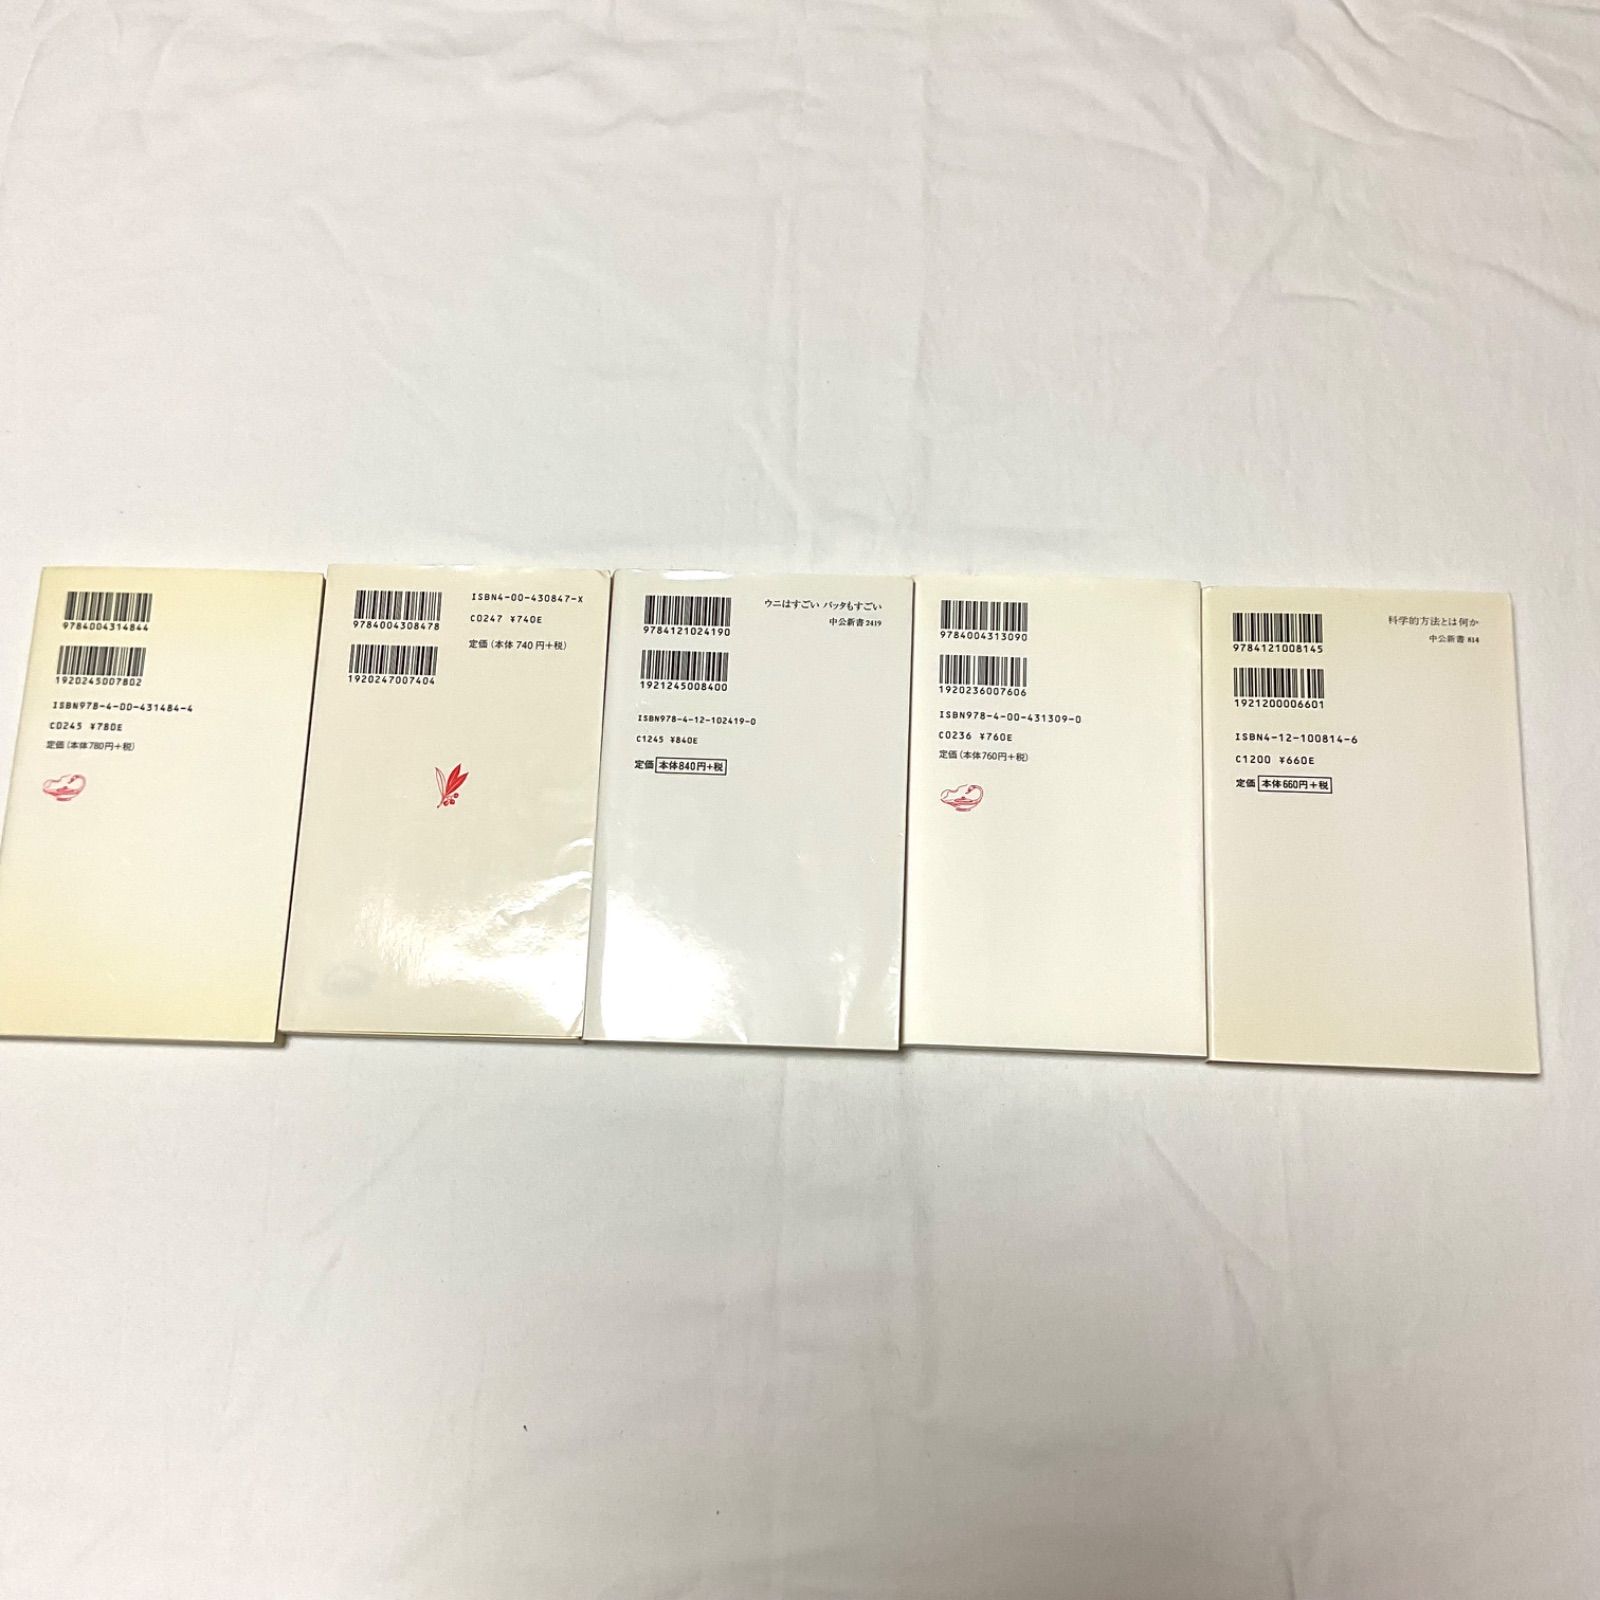 9784004314844
1920245007802
ISBN978-4-00-431484-4
C0245 ¥780E
定価(本体780円+税)
9784004308478
1920247007404
ISBN4-00-430847-X
C0247 ¥740E
定価(本体 740円+税)
9784121024190
1921245008400
ウニはすごい バッタもすごい
中公新書 2419
ISBN978-4-12-102419-0
C1245 ¥840E
定価 本体840円+税
9784004313090
1920236007606
ISBN978-4-00-431309-0
C0236 ¥760E
定価(本体760円+税)
9784121008145
1921200006601
科学的方法とは何か
中公新書 814
ISBN4-12-100814-6
C1200 ¥660E
定価 本体660円+税